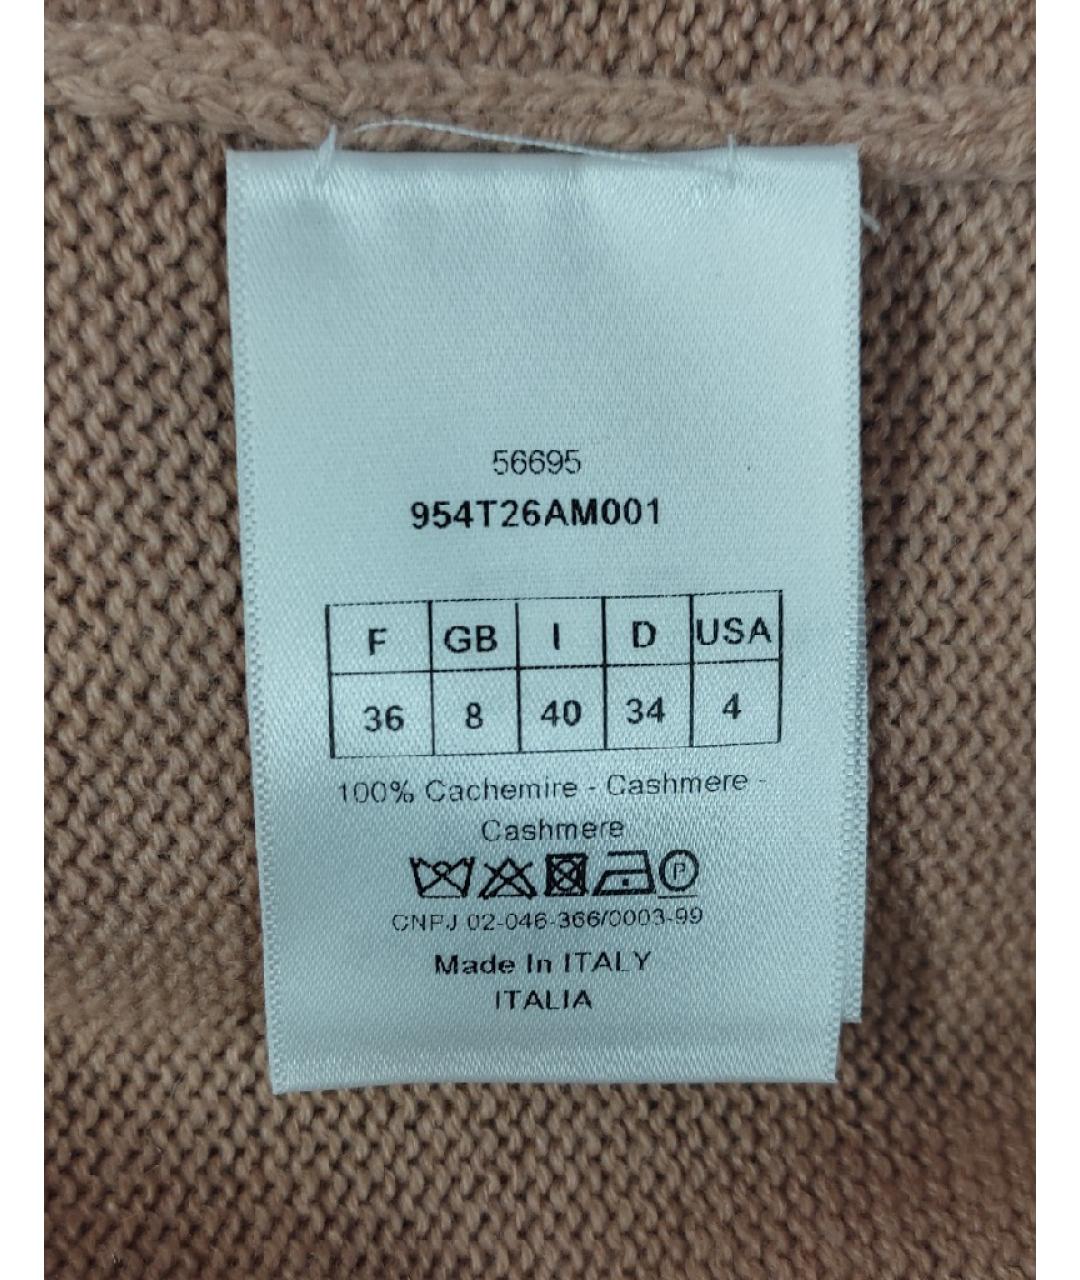 56695
954T26AM001
F GB I D USA
36 8 40 34 4
100% Cachemire - Cashmere -
Cashmere
P
CNPJ 02-046-366/0003-99
Made In ITALY
ITALIA